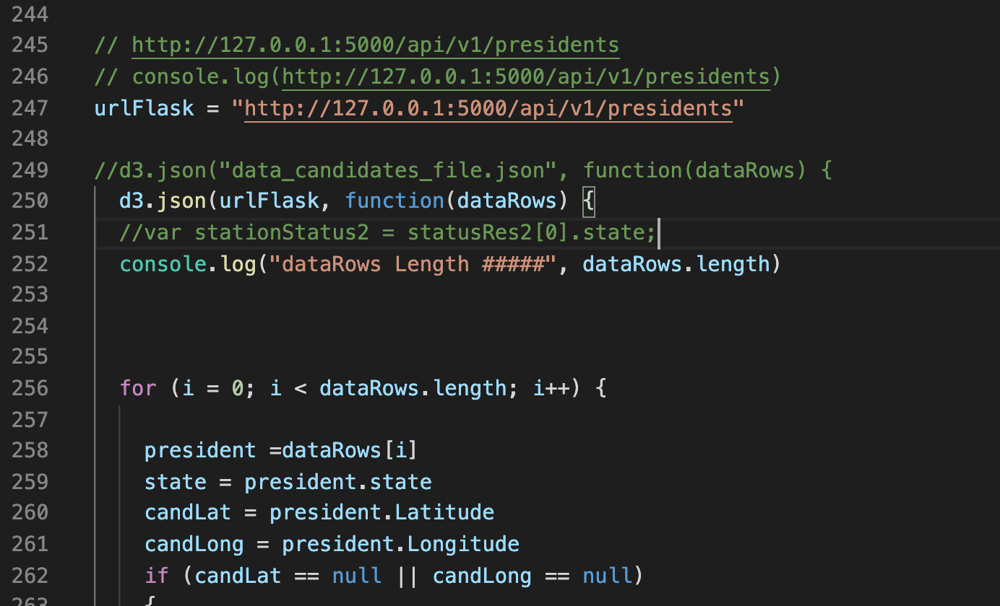 244
245 // http://127.0.0.1:5000/api/v1/presidents
246 // console.log(http://127.0.0.1:5000/api/v1/presidents)
247 urlFlask = "http://127.0.0.1:5000/api/v1/presidents"
248
249 //d3.json("data_candidates_file.json", function(dataRows) {
250 d3.json(urlFlask, function(dataRows) {
251 //var stationStatus2 = statusRes2[0].state;
252 console.log("dataRows Length #####", dataRows.length)
253
254
255
256 for (i = 0; i < dataRows.length; i++) {
257
258 president =dataRows[i]
259 state = president.state
260 candLat = president.Latitude
261 candLong = president.Longitude
262 if (candLat == null || candLong == null)
263 {